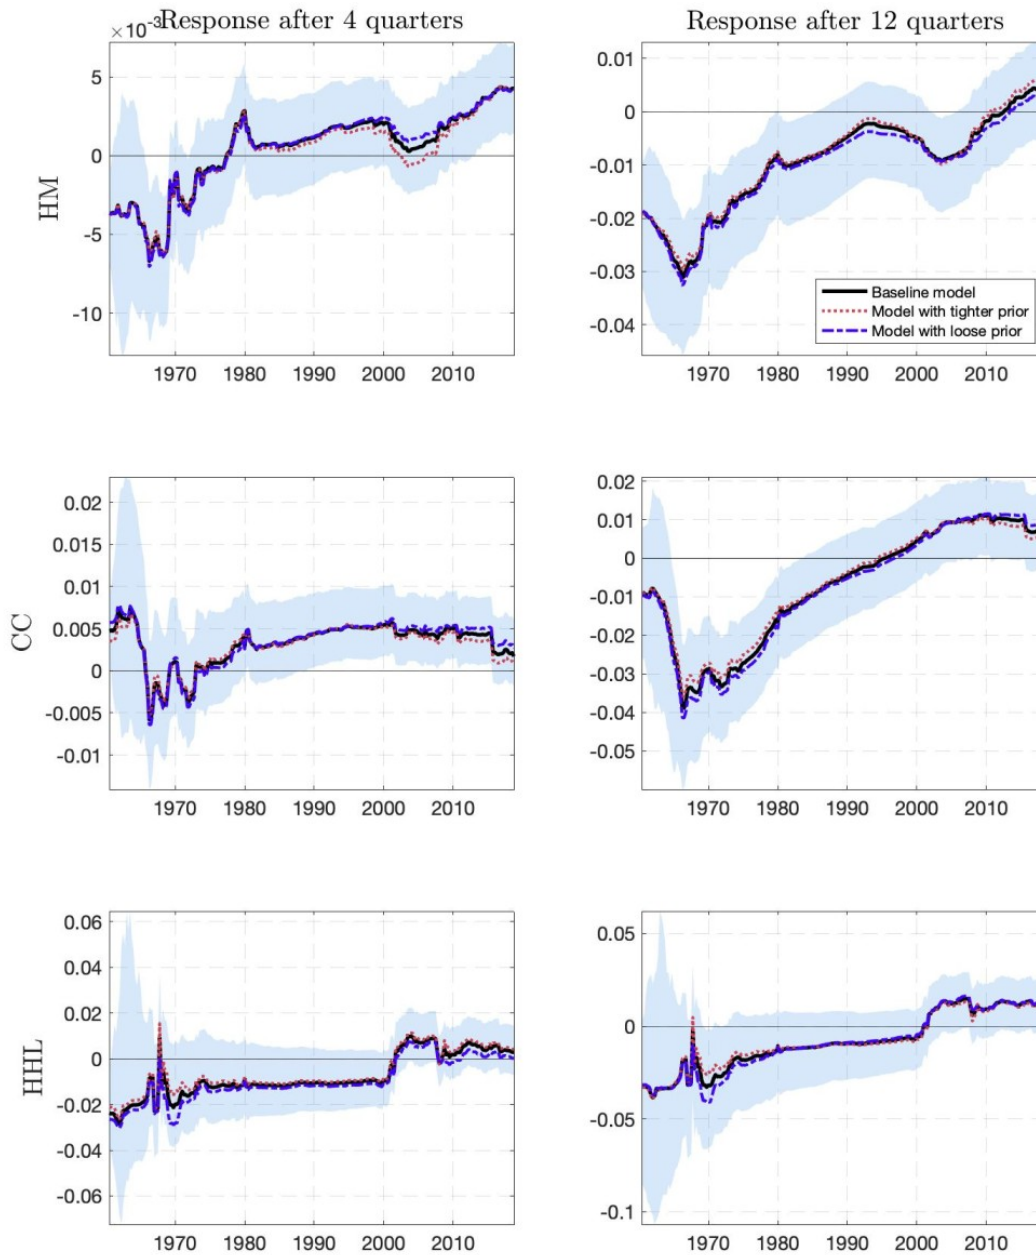 Response after 4 quarters
Response after 12 quarters
×10⁻³
5
0
-5
-10
HM
1970 1980 1990 2000 2010
0.01
0
-0.01
-0.02
-0.03
-0.04
Baseline model
Model with tighter prior
Model with loose prior
1970 1980 1990 2000 2010
0.02
0.015
0.01
0.005
0
-0.005
-0.01
CC
1970 1980 1990 2000 2010
0.02
0.01
0
-0.01
-0.02
-0.03
-0.04
-0.05
1970 1980 1990 2000 2010
0.06
0.04
0.02
0
-0.02
-0.04
-0.06
HHL
1970 1980 1990 2000 2010
0.05
0
-0.05
-0.1
1970 1980 1990 2000 2010